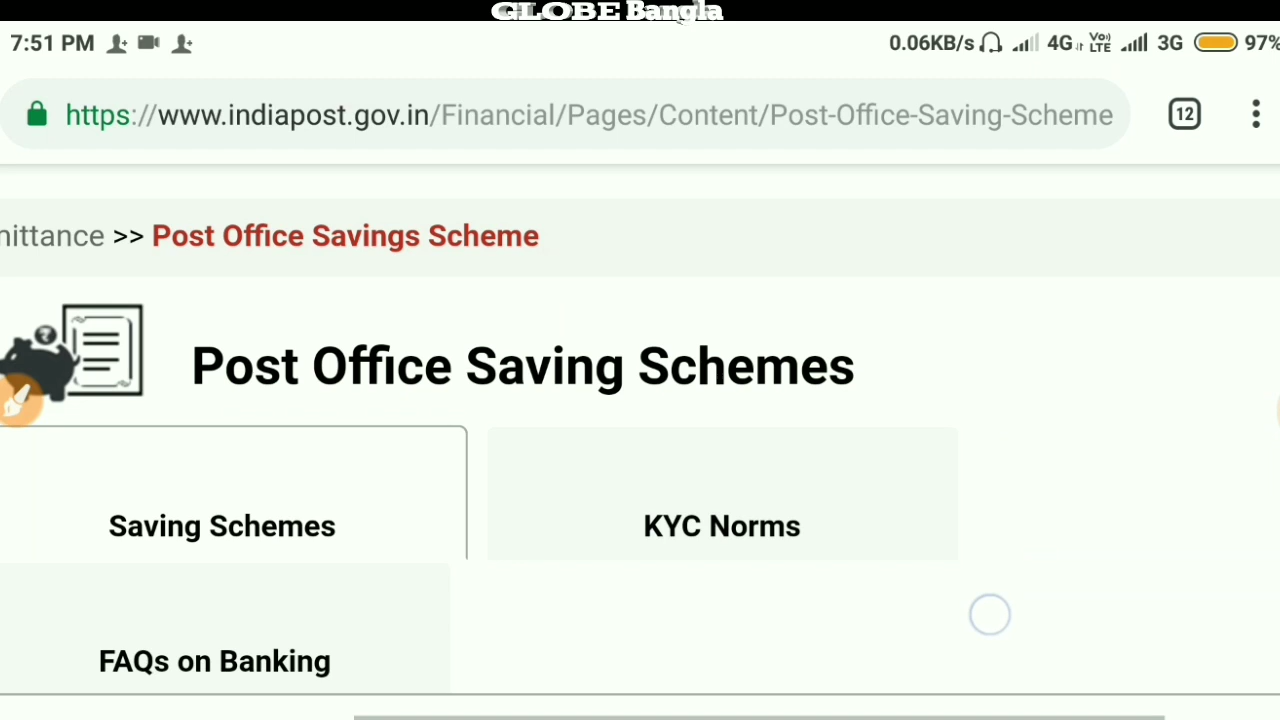 GLOBE Bangla
7:51 PM 0.06KB/s 4G Vo) LTE 3G 97%
https://www.indiapost.gov.in/Financial/Pages/Content/Post-Office-Saving-Scheme 12
nittance >> Post Office Savings Scheme
Post Office Saving Schemes
Saving Schemes KYC Norms
FAQs on Banking